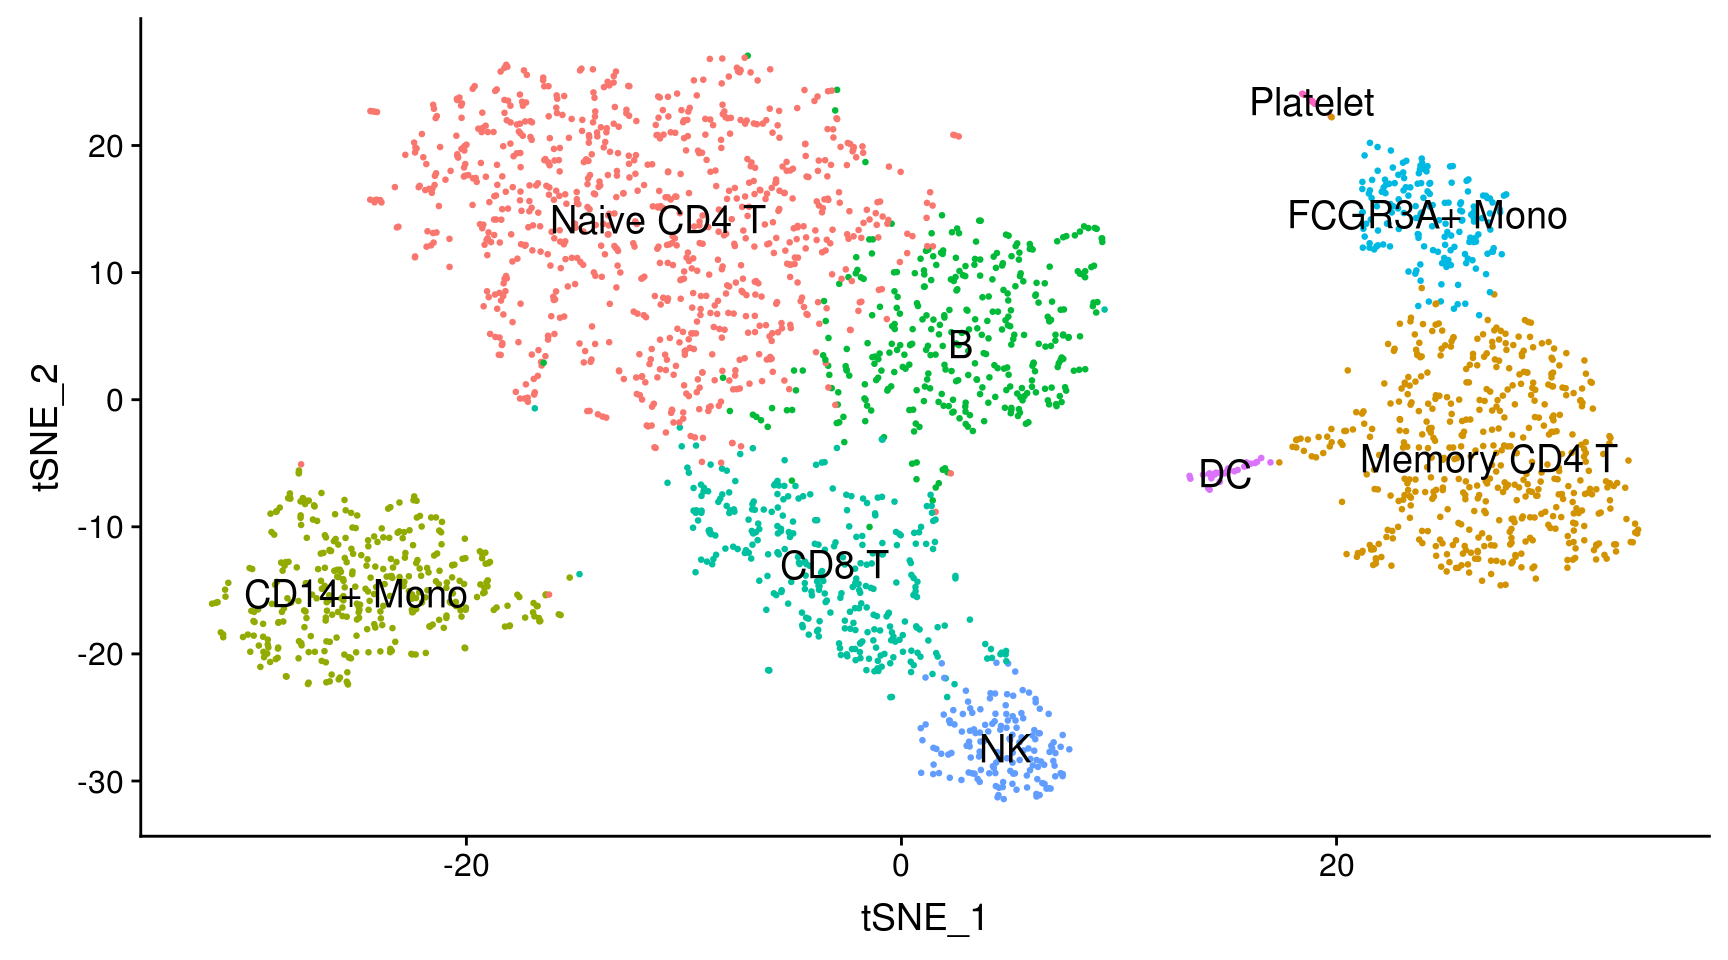 Platelet
Naive CD4 T
FCGR3A+ Mono
B
Memory CD4 T
DC
CD8 T
CD14+ Mono
NK
tSNE_2
20
10
0
-10
-20
-30
-20
0
20
tSNE_1